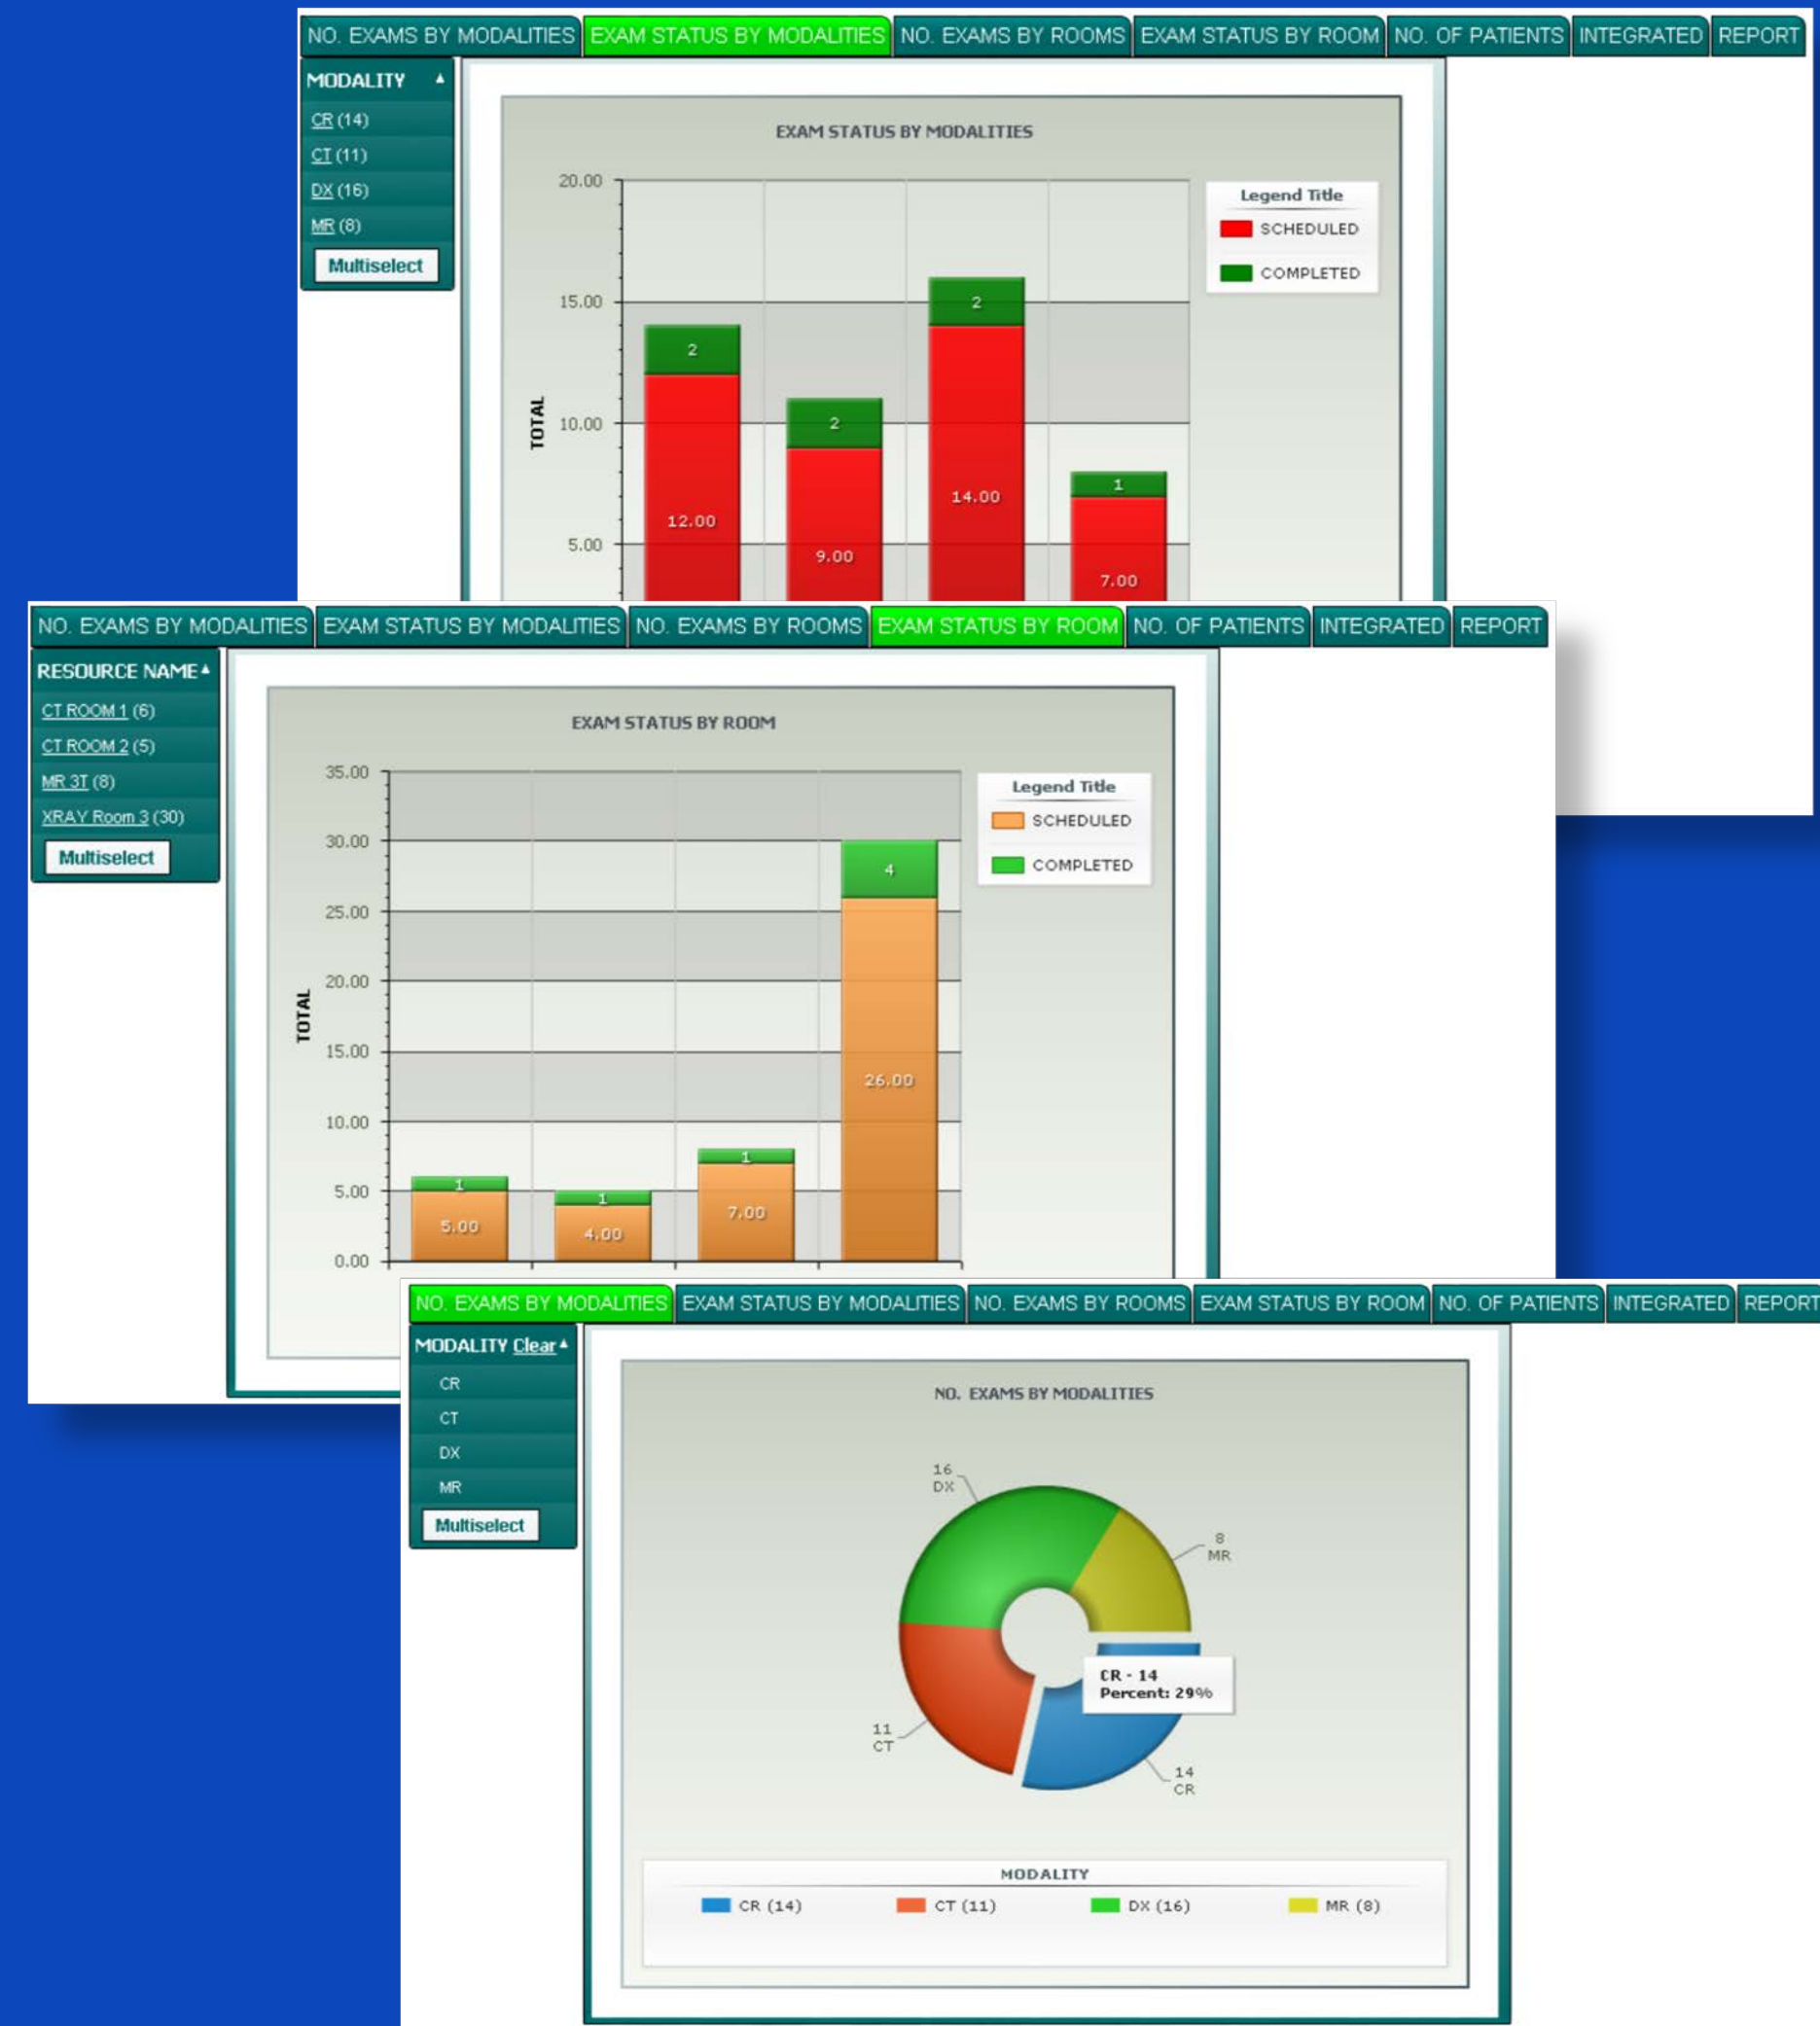 NO. EXAMS BY MODALITIES EXAM STATUS BY MODALITIES NO. EXAMS BY ROOMS EXAM STATUS BY ROOM NO. OF PATIENTS INTEGRATED REPORT
MODALITY
CR (14)
CT (11)
DX (16)
MR (8)
Multiselect
EXAM STATUS BY MODALITIES
20.00
15.00
10.00
5.00
TOTAL
2
12.00
2
9.00
2
14.00
1
7.00
Legend Title
SCHEDULED
COMPLETED
NO. EXAMS BY MODALITIES EXAM STATUS BY MODALITIES NO. EXAMS BY ROOMS EXAM STATUS BY ROOM NO. OF PATIENTS INTEGRATED REPORT
RESOURCE NAME
CT ROOM 1 (6)
CT ROOM 2 (5)
MR 3T (8)
XRAY Room 3 (30)
Multiselect
EXAM STATUS BY ROOM
35.00
30.00
25.00
20.00
15.00
10.00
5.00
0.00
TOTAL
1
5.00
1
4.00
1
7.00
4
26.00
Legend Title
SCHEDULED
COMPLETED
NO. EXAMS BY MODALITIES EXAM STATUS BY MODALITIES NO. EXAMS BY ROOMS EXAM STATUS BY ROOM NO. OF PATIENTS INTEGRATED REPORT
MODALITY Clear
CR
CT
DX
MR
Multiselect
NO. EXAMS BY MODALITIES
16
DX
8
MR
CR - 14
Percent: 29%
11
CT
14
CR
MODALITY
CR (14) CT (11) DX (16) MR (8)